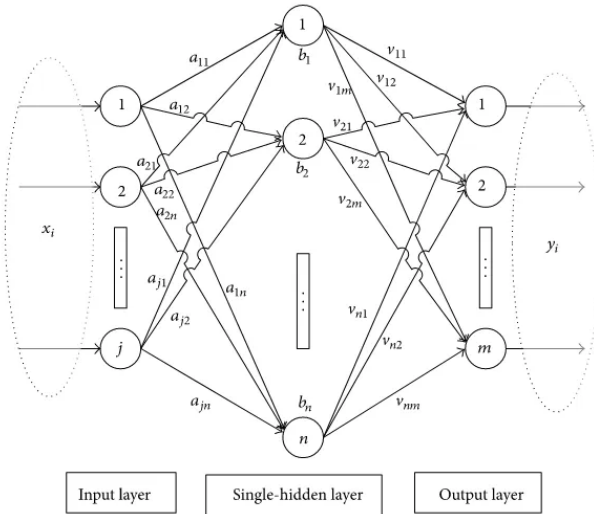 1
b₁
a₁₁
v₁₁
1
a₁₂
v₁ₘ
v₁₂
1
2
b₂
v₂₁
a₂₁
v₂₂
2
a₂₂
a₂ₙ
v₂ₘ
2
xᵢ
yᵢ
⋮
⋮
⋮
aⱼ₁
a₁ₙ
vₙ₁
aⱼ₂
vₙ₂
j
m
aⱼₙ
bₙ
vₙₘ
n
Input layer
Single-hidden layer
Output layer